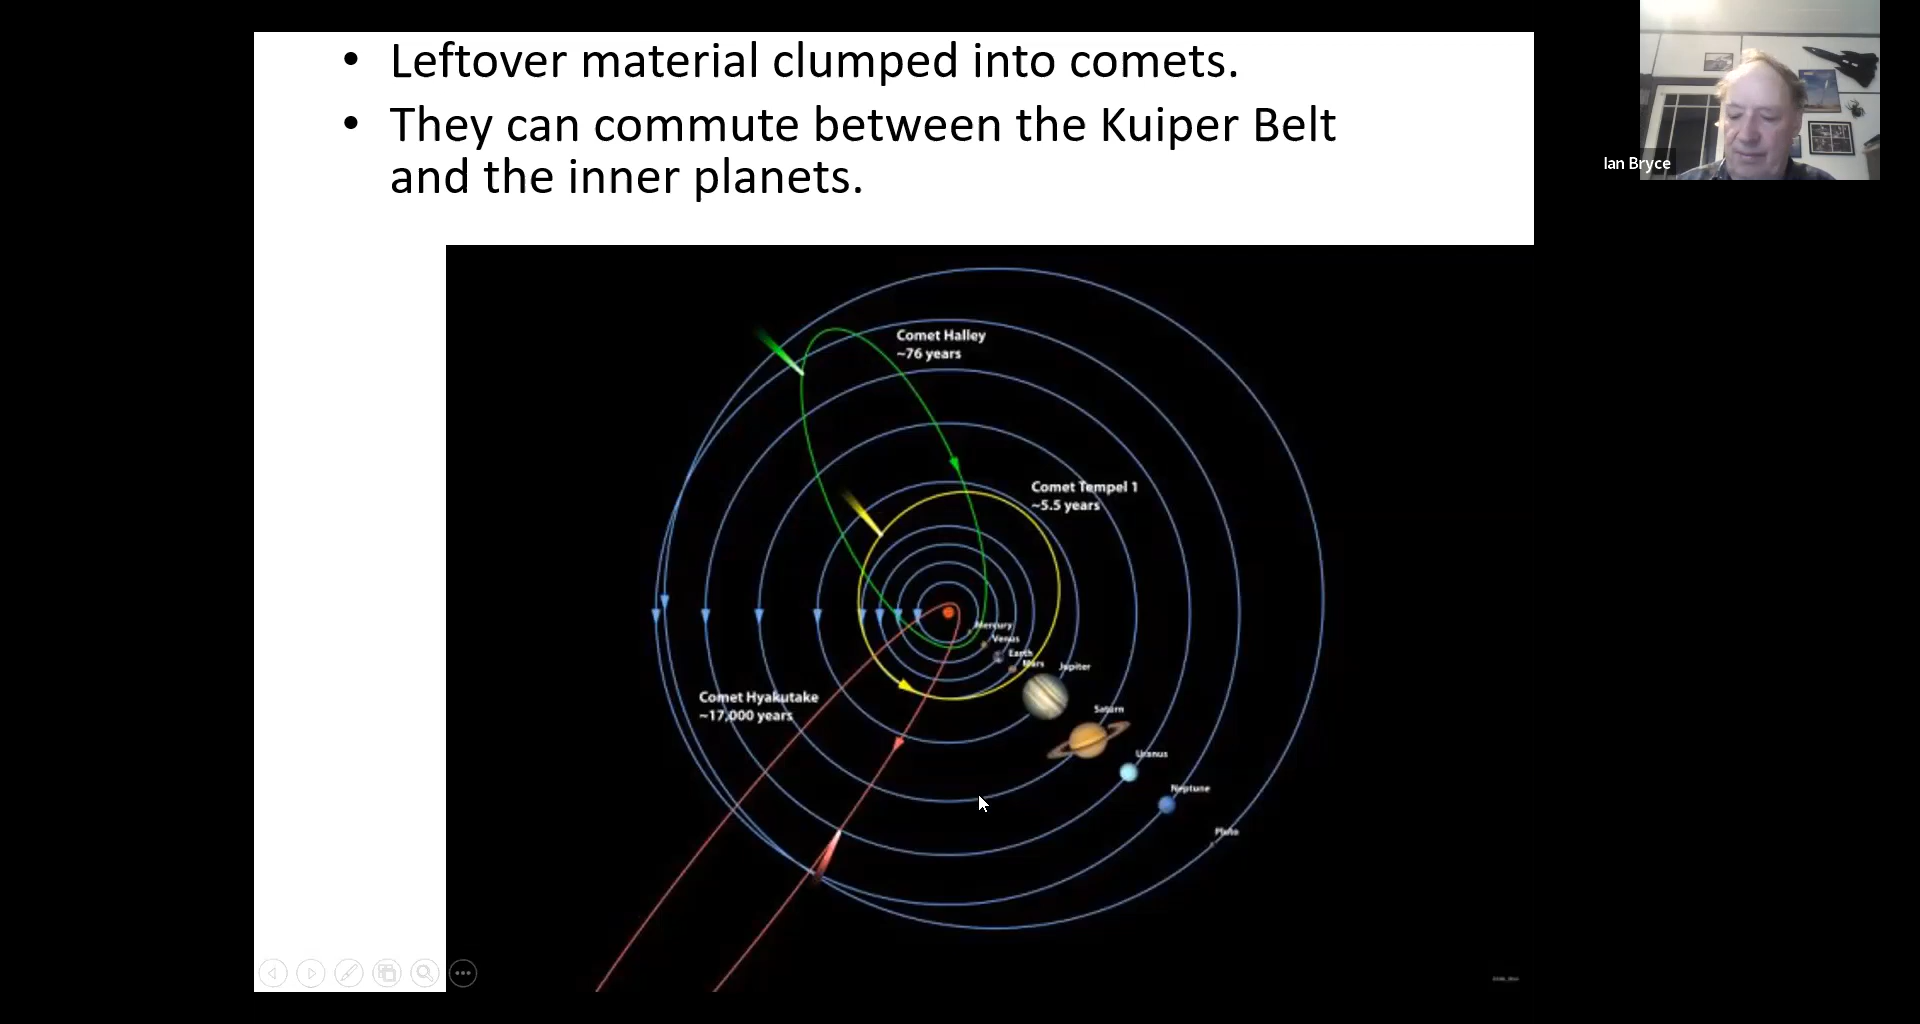 • Leftover material clumped into comets.
• They can commute between the Kuiper Belt
and the inner planets.
Ian Bryce
Comet Halley
~76 years
Comet Tempel 1
~5.5 years
Mercury
Venus
Earth
Mars
Jupiter
Saturn
Comet Hyakutake
~17,000 years
Uranus
Neptune
Pluto